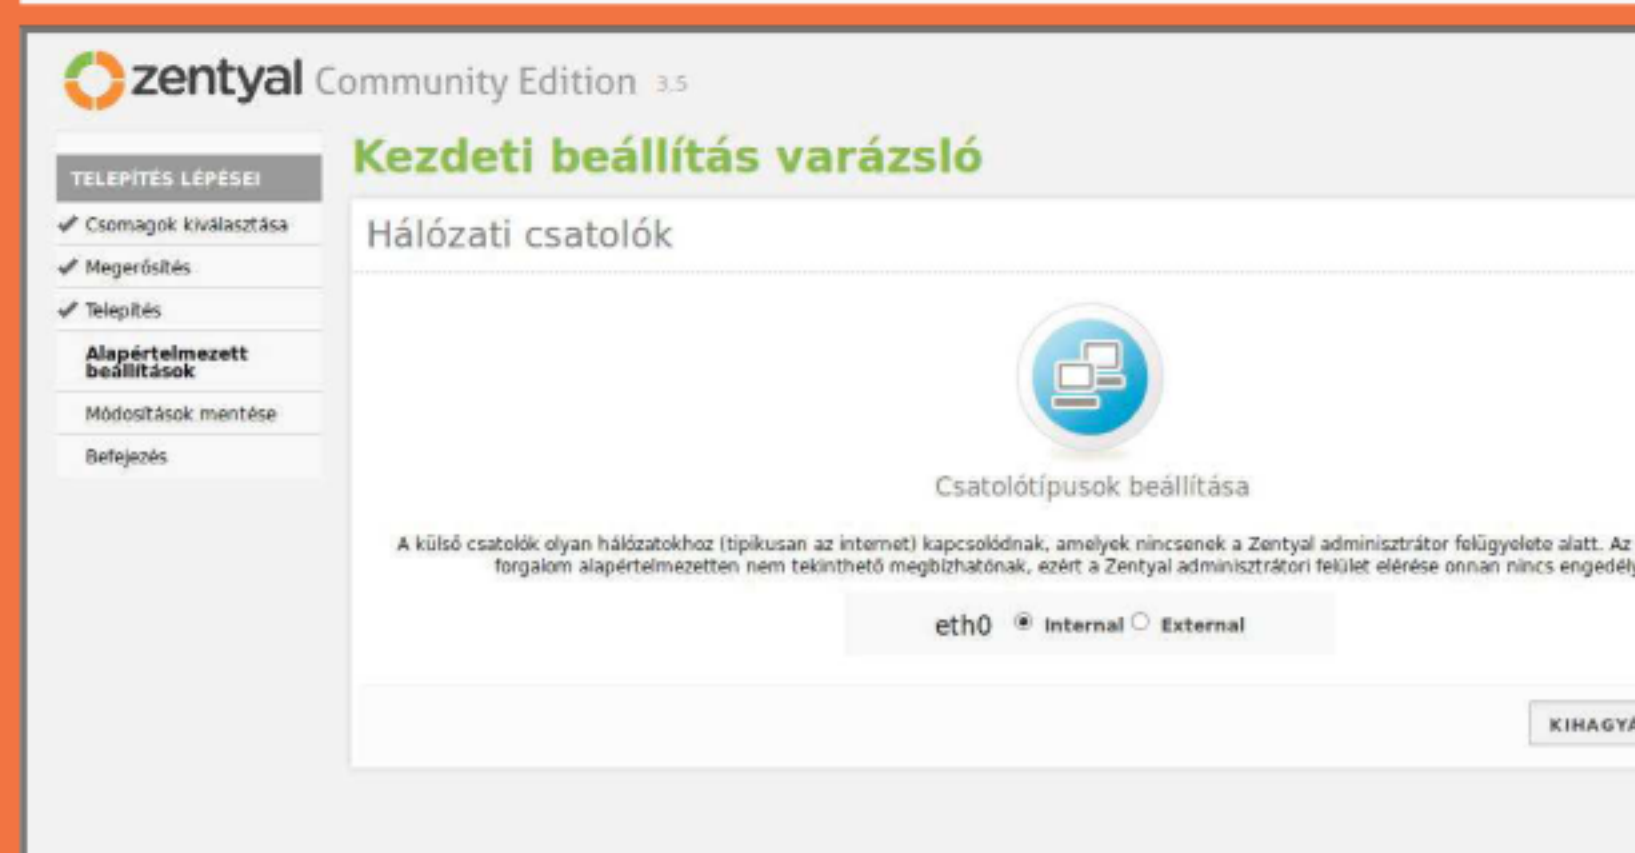 zentyal Community Edition 3.5
Kezdeti beállítás varázsló
TELEPÍTÉS LÉPÉSEI
Csomagok kiválasztása
Megerősítés
Telepítés
Alapértelmezett
beállítások
Módosítások mentése
Befejezés
Hálózati csatolók
Csatolótípusok beállítása
A külső csatolók olyan hálózatokhoz (tipikusan az internet) kapcsolódnak, amelyek nincsenek a Zentyal adminisztrátor felügyelete alatt. Az
forgalom alapértelmezetten nem tekinthető megbízhatónak, ezért a Zentyal adminisztrátori felület elérése onnan nincs engedély
eth0 Internal External
KIHAGYÁ